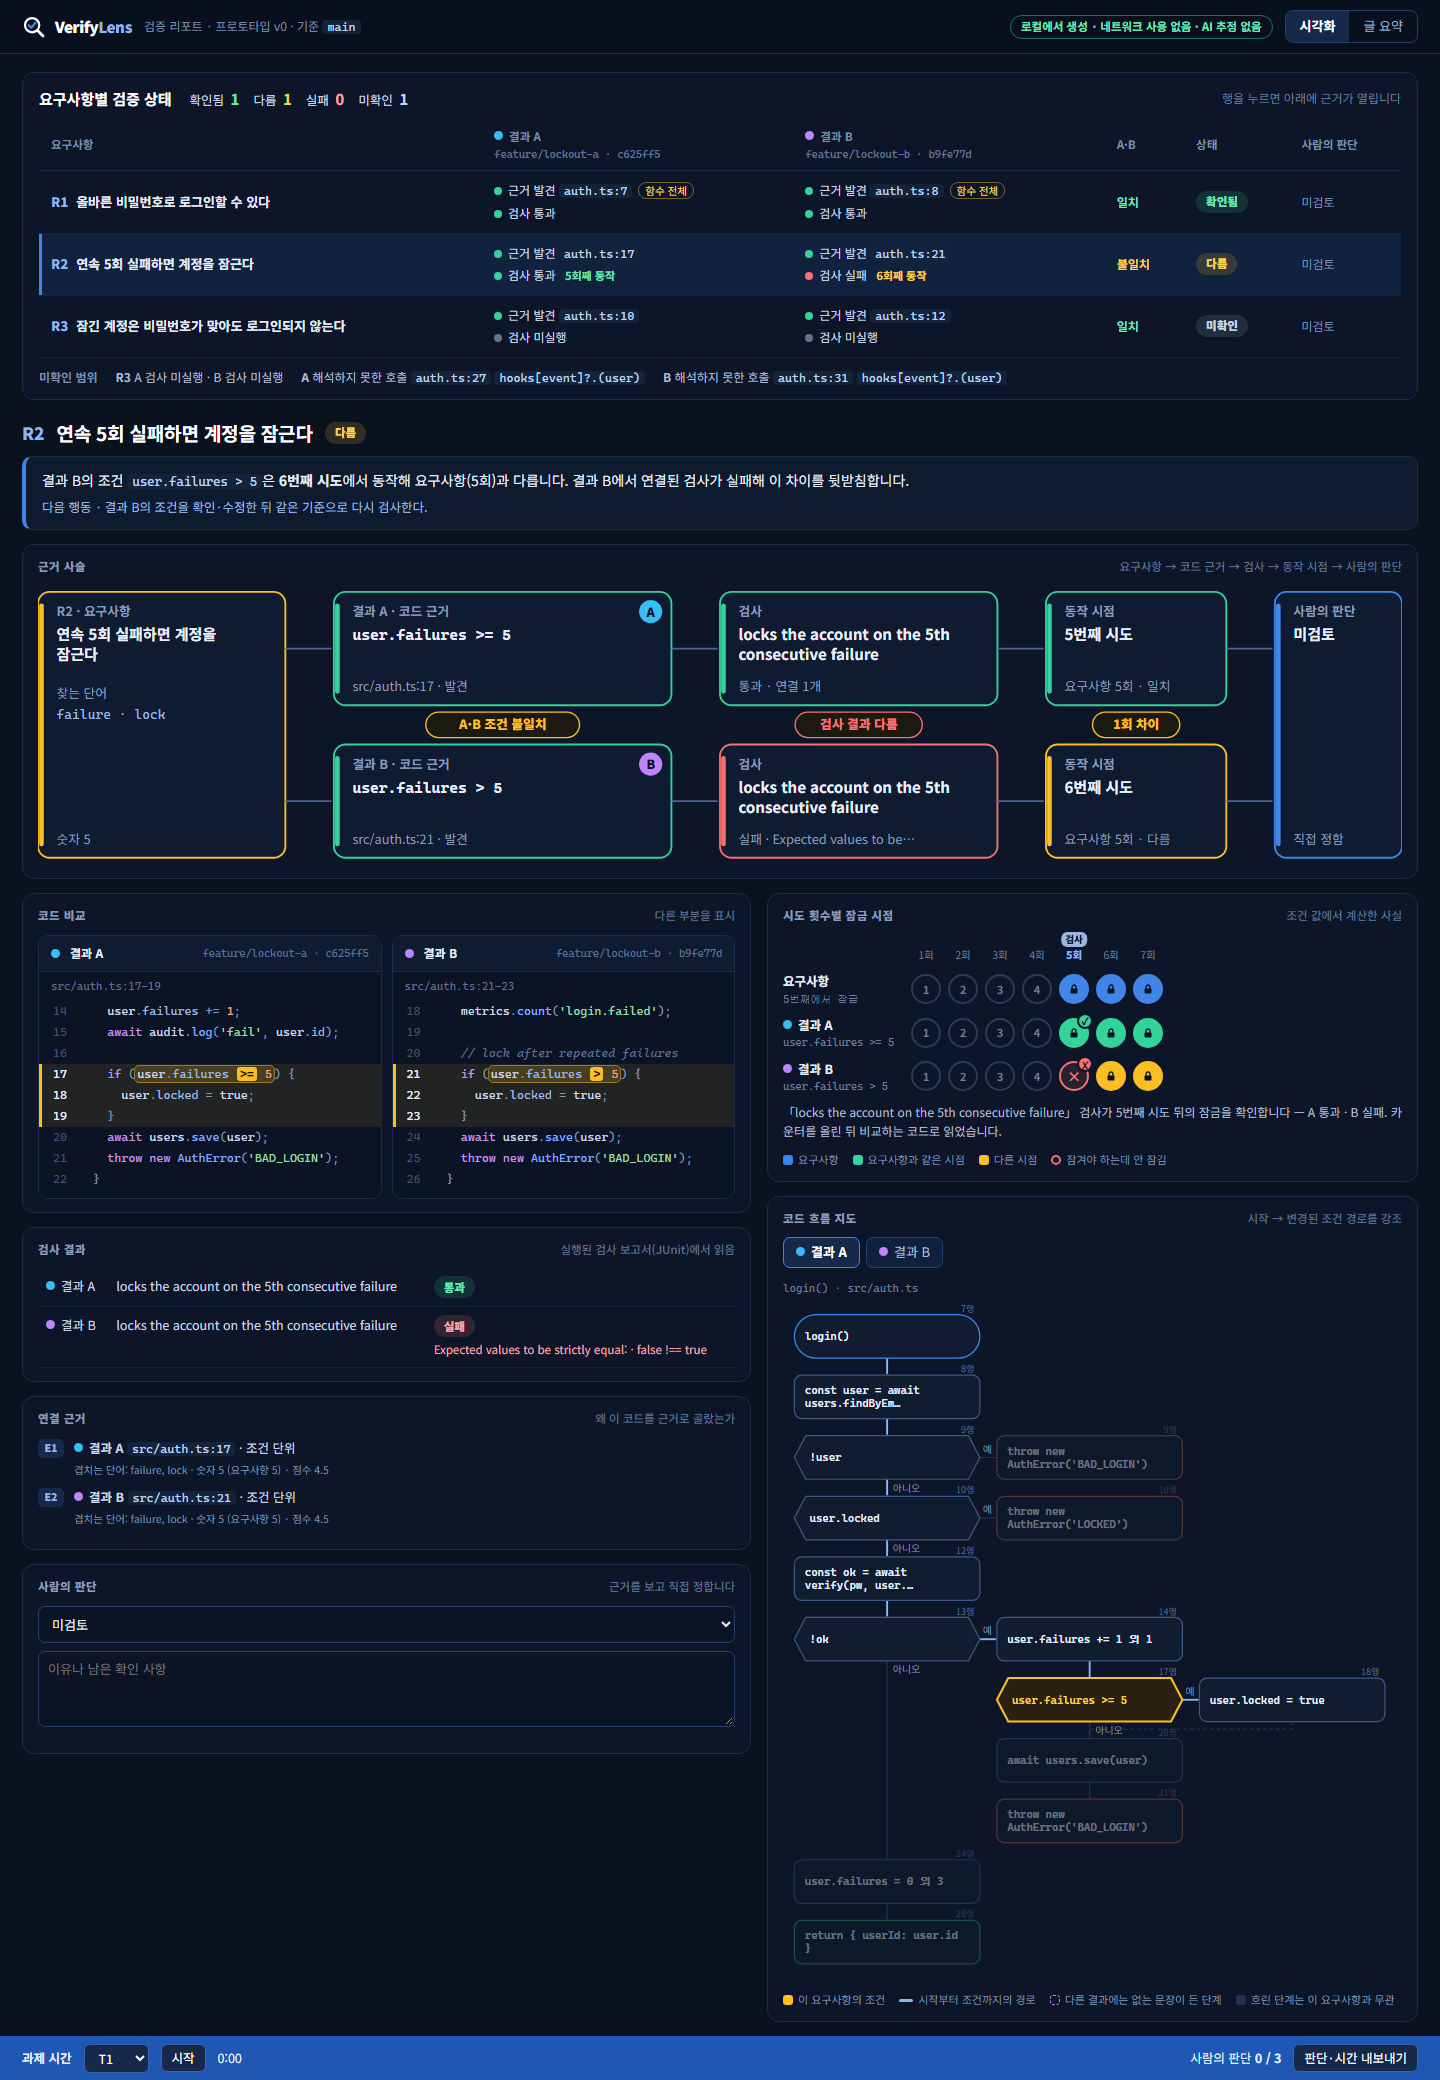 VerifyLens 검증 리포트 · 프로토타입 v0 · 기준 main
로컬에서 생성 · 네트워크 사용 없음 · AI 추정 없음
시각화 글 요약
요구사항별 검증 상태 확인됨 1 다름 1 실패 0 미확인 1
행을 누르면 아래에 근거가 열립니다
요구사항 결과 A 결과 B A·B 상태 사람의 판단
feature/lockout-a · c625ff5 feature/lockout-b · b9fe77d
R1 올바른 비밀번호로 로그인할 수 있다
근거 발견 auth.ts:7 함수 전체
검사 통과
근거 발견 auth.ts:8 함수 전체
검사 통과
일치 확인됨 미검토
R2 연속 5회 실패하면 계정을 잠근다
근거 발견 auth.ts:17
검사 통과 5회째 동작
근거 발견 auth.ts:21
검사 실패 6회째 동작
불일치 다름 미검토
R3 잠긴 계정은 비밀번호가 맞아도 로그인되지 않는다
근거 발견 auth.ts:10
검사 미실행
근거 발견 auth.ts:12
검사 미실행
일치 미확인 미검토
미확인 범위 R3 A 검사 미실행 · B 검사 미실행 A 해석하지 못한 호출 auth.ts:27 hooks[event]?.(user) B 해석하지 못한 호출 auth.ts:31 hooks[event]?.(user)
R2 연속 5회 실패하면 계정을 잠근다 다름
결과 B의 조건 user.failures > 5 은 6번째 시도에서 동작해 요구사항(5회)과 다릅니다. 결과 B에서 연결된 검사가 실패해 이 차이를 뒷받침합니다.
다음 행동 · 결과 B의 조건을 확인·수정한 뒤 같은 기준으로 다시 검사한다.
근거 사슬
요구사항 → 코드 근거 → 검사 → 동작 시점 → 사람의 판단
R2 · 요구사항
연속 5회 실패하면 계정을
잠근다
찾는 단어
failure · lock
숫자 5
결과 A · 코드 근거 A
user.failures >= 5
src/auth.ts:17 · 발견
검사
locks the account on the 5th
consecutive failure
통과 · 연결 1개
동작 시점
5번째 시도
요구사항 5회 · 일치
A·B 조건 불일치
검사 결과 다름
1회 차이
결과 B · 코드 근거 B
user.failures > 5
src/auth.ts:21 · 발견
검사
locks the account on the 5th
consecutive failure
실패 · Expected values to be…
동작 시점
6번째 시도
요구사항 5회 · 다름
사람의 판단
미검토
직접 정함
코드 비교 다른 부분을 표시
결과 A feature/lockout-a · c625ff5
src/auth.ts:17–19
14 user.failures += 1;
15 await audit.log('fail', user.id);
16
17 if (user.failures >= 5) {
18 user.locked = true;
19 }
20 await users.save(user);
21 throw new AuthError('BAD_LOGIN');
22 }
결과 B feature/lockout-b · b9fe77d
src/auth.ts:21–23
18 metrics.count('login.failed');
19
20 // lock after repeated failures
21 if (user.failures > 5) {
22 user.locked = true;
23 }
24 await users.save(user);
25 throw new AuthError('BAD_LOGIN');
26 }
검사 결과 실행된 검사 보고서(JUnit)에서 읽음
결과 A locks the account on the 5th consecutive failure 통과
결과 B locks the account on the 5th consecutive failure 실패
Expected values to be strictly equal: · false !== true
연결 근거 왜 이 코드를 근거로 골랐는가
E1 결과 A src/auth.ts:17 · 조건 단위
겹치는 단어: failure, lock · 숫자 5 (요구사항 5) · 점수 4.5
E2 결과 B src/auth.ts:21 · 조건 단위
겹치는 단어: failure, lock · 숫자 5 (요구사항 5) · 점수 4.5
사람의 판단 근거를 보고 직접 정합니다
미검토
이유나 남은 확인 사항
시도 횟수별 잠금 시점 조건 값에서 계산한 사실
검사
1회 2회 3회 4회 5회 6회 7회
요구사항 1 2 3 4
5번째에서 잠금
결과 A 1 2 3 4
user.failures >= 5
결과 B 1 2 3 4
user.failures > 5
「locks the account on the 5th consecutive failure」 검사가 5번째 시도 뒤의 잠금을 확인합니다 — A 통과 · B 실패. 카
운터를 올린 뒤 비교하는 코드로 읽었습니다.
요구사항 요구사항과 같은 시점 다른 시점 잠겨야 하는데 안 잠김
코드 흐름 지도 시작 → 변경된 조건 경로를 강조
결과 A 결과 B
login() · src/auth.ts
7행
login()
8행
const user = await
users.findByEm…
9행
!user
예
9행
throw new
AuthError('BAD_LOGIN')
아니오
10행
user.locked
예
10행
throw new
AuthError('LOCKED')
아니오
12행
const ok = await
verify(pw, user.…
13행
!ok
예
14행
user.failures += 1 외 1
아니오
17행
user.failures >= 5
예
18행
user.locked = true
아니오
20행
await users.save(user)
21행
throw new
AuthError('BAD_LOGIN')
24행
user.failures = 0 외 3
28행
return { userId: user.id
}
이 요구사항의 조건 시작부터 조건까지의 경로 다른 결과에는 없는 문장이 든 단계 흐린 단계는 이 요구사항과 무관
과제 시간 T1 시작 0:00
사람의 판단 0 / 3 판단·시간 내보내기